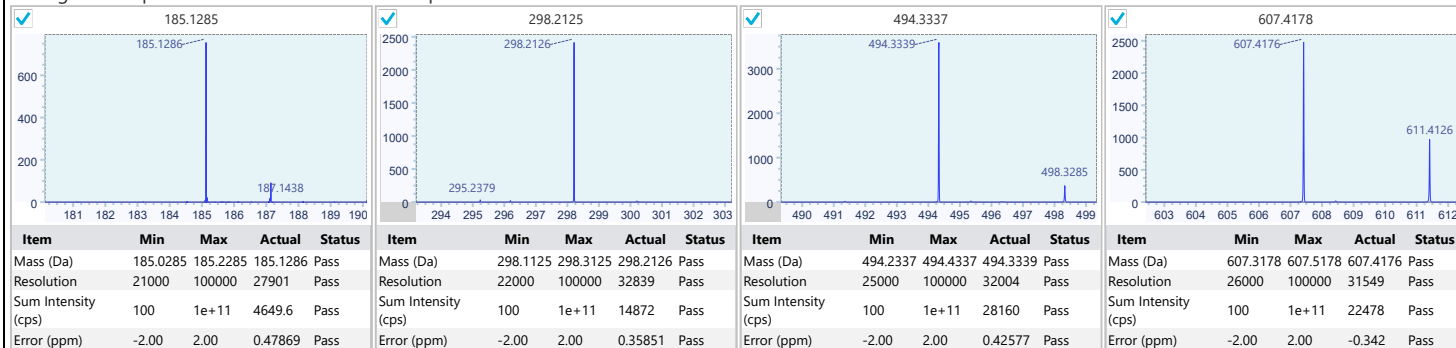 185.1285
185.1286
187.1438
600
400
200
0
181 182 183 184 185 186 187 188 189 190
Item Min Max Actual Status
Mass (Da) 185.0285 185.2285 185.1286 Pass
Resolution 21000 100000 27901 Pass
Sum Intensity (cps) 100 1e+11 4649.6 Pass
Error (ppm) -2.00 2.00 0.47869 Pass
298.2125
298.2126
295.2379
2500
2000
1500
1000
500
0
294 295 296 297 298 299 300 301 302 303
Item Min Max Actual Status
Mass (Da) 298.1125 298.3125 298.2126 Pass
Resolution 22000 100000 32839 Pass
Sum Intensity (cps) 100 1e+11 14872 Pass
Error (ppm) -2.00 2.00 0.35851 Pass
494.3337
494.3339
498.3285
3000
2000
1000
0
490 491 492 493 494 495 496 497 498 499
Item Min Max Actual Status
Mass (Da) 494.2337 494.4337 494.3339 Pass
Resolution 25000 100000 32004 Pass
Sum Intensity (cps) 100 1e+11 28160 Pass
Error (ppm) -2.00 2.00 0.42577 Pass
607.4178
607.4176
611.4126
2500
2000
1500
1000
500
0
603 604 605 606 607 608 609 610 611 612
Item Min Max Actual Status
Mass (Da) 607.3178 607.5178 607.4176 Pass
Resolution 26000 100000 31549 Pass
Sum Intensity (cps) 100 1e+11 22478 Pass
Error (ppm) -2.00 2.00 -0.342 Pass